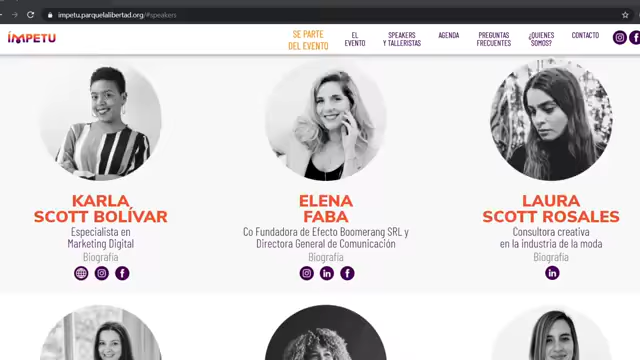 impetu.parquelalibertad.org/#speakers
ÍMPETU
SE PARTE
DEL EVENTO
EL
EVENTO
SPEAKERS
Y TALLERISTAS
AGENDA
PREGUNTAS
FRECUENTES
¿QUIENES
SOMOS?
CONTACTO
KARLA
SCOTT BOLÍVAR
Especialista en
Marketing Digital
Biografía
ELENA
FABA
Co Fundadora de Efecto Boomerang SRL y
Directora General de Comunicación
Biografía
LAURA
SCOTT ROSALES
Consultora creativa
en la industria de la moda
Biografía